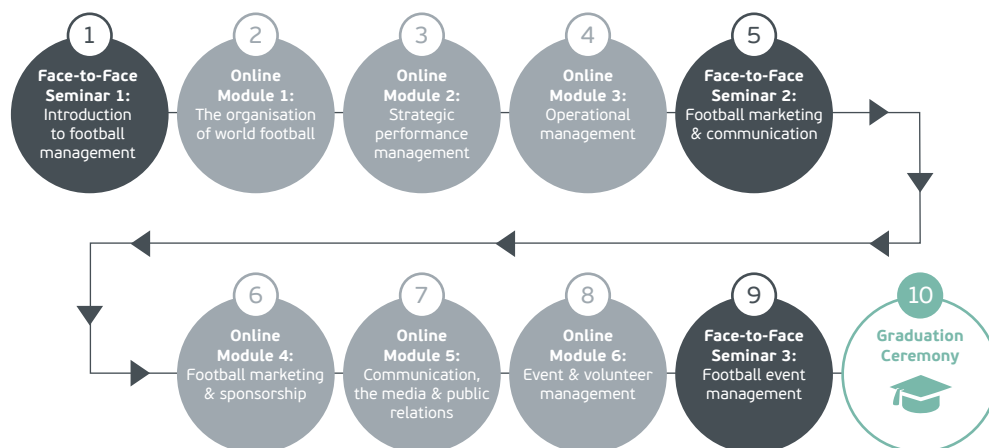 1
Face-to-Face
Seminar 1:
Introduction
to football
management
2
Online
Module 1:
The organisation
of world football
3
Online
Module 2:
Strategic
performance
management
4
Online
Module 3:
Operational
management
5
Face-to-Face
Seminar 2:
Football marketing
& communication
6
Online
Module 4:
Football marketing
& sponsorship
7
Online
Module 5:
Communication,
the media & public
relations
8
Online
Module 6:
Event & volunteer
management
9
Face-to-Face
Seminar 3:
Football event
management
10
Graduation
Ceremony